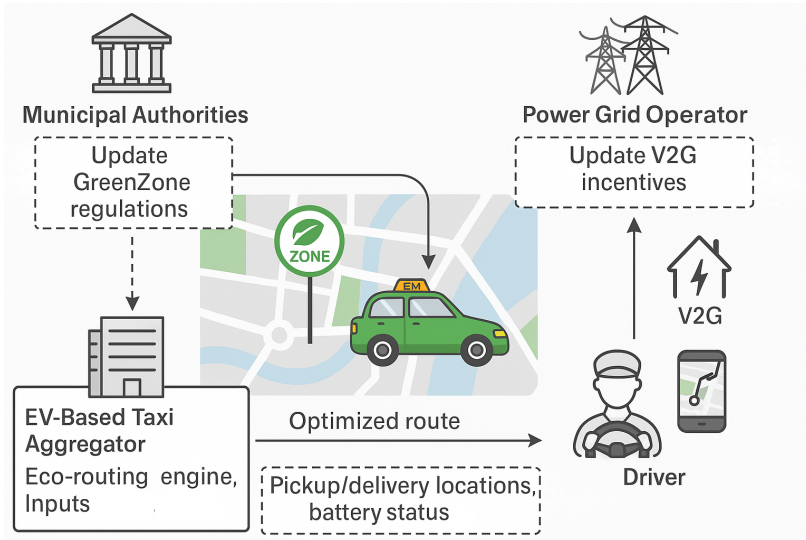 Municipal Authorities
Update
GreenZone
regulations
Power Grid Operator
Update V2G
incentives
ZONE
EM
V2G
EV-Based Taxi
Aggregator
Eco-routing engine,
Inputs
Optimized route
Pickup/delivery locations,
battery status
Driver